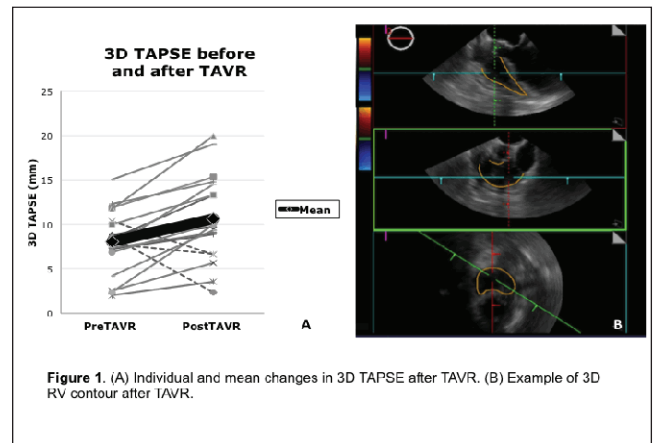 3D TAPSE before
and after TAVR
25
20
15
10
5
0
3D TAPSE (mm)
PreTAVR
PostTAVR
Mean
A
B
Figure 1. (A) Individual and mean changes in 3D TAPSE after TAVR. (B) Example of 3D
RV contour after TAVR.